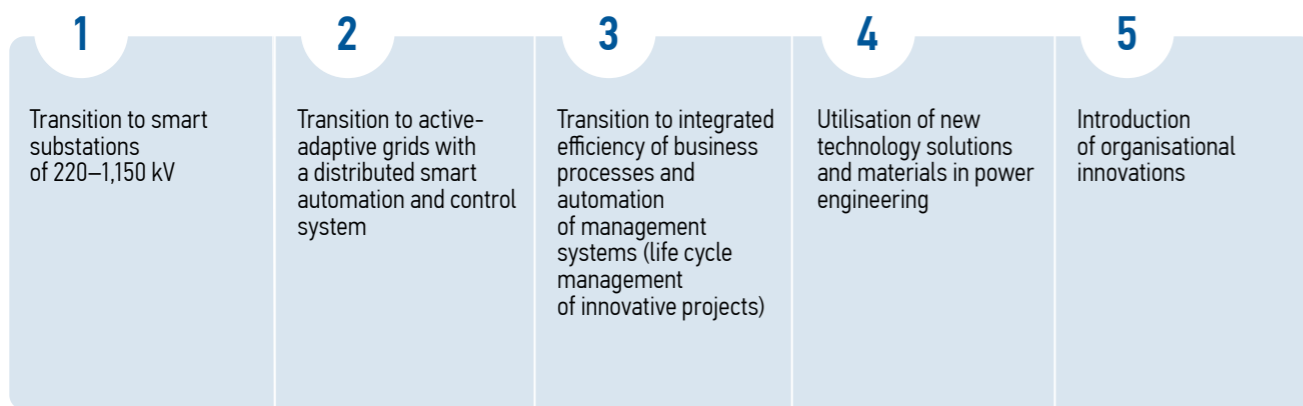 1
Transition to smart
substations
of 220–1,150 kV
2
Transition to active-
adaptive grids with
a distributed smart
automation and control
system
3
Transition to integrated
efficiency of business
processes and
automation
of management
systems (life cycle
management
of innovative projects)
4
Utilisation of new
technology solutions
and materials in power
engineering
5
Introduction
of organisational
innovations